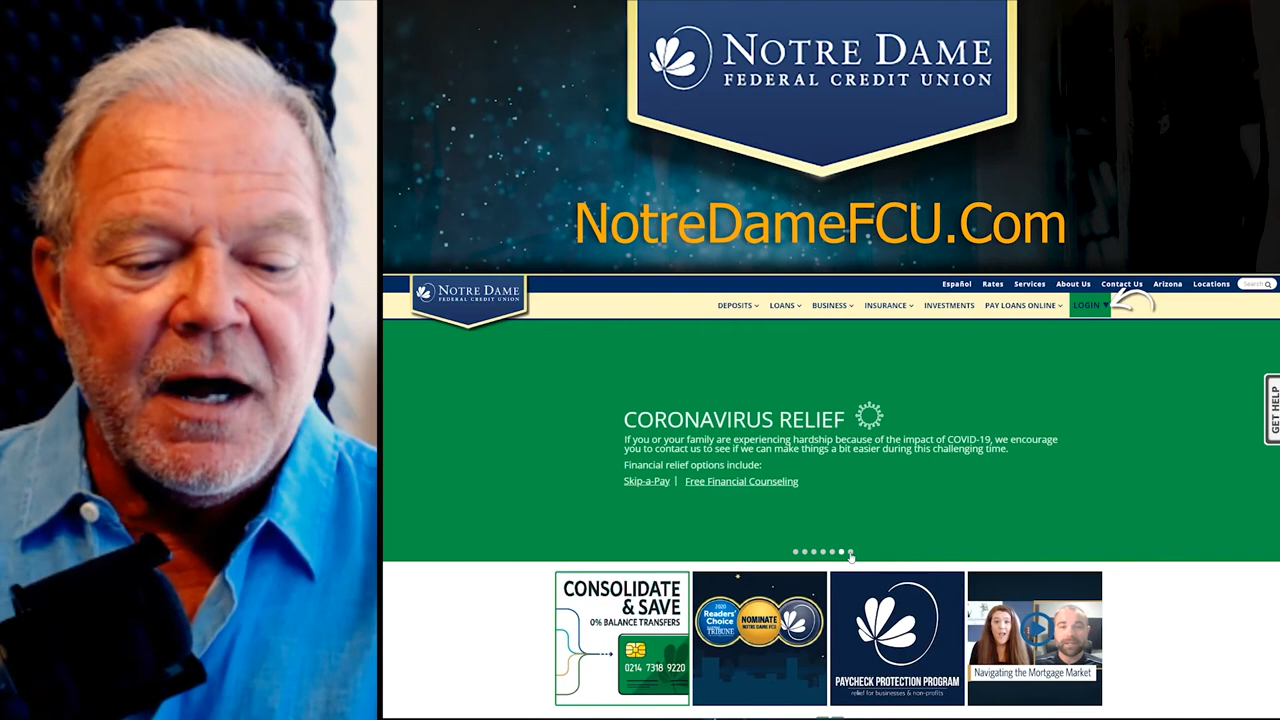 NOTRE DAME
FEDERAL CREDIT UNION
NotreDameFCU.Com
NOTRE DAME
FEDERAL CREDIT UNION
Español Rates Services About Us Contact Us Arizona Locations Search
DEPOSITS LOANS BUSINESS INSURANCE INVESTMENTS PAY LOANS ONLINE LOGIN
GET HELP
CORONAVIRUS RELIEF
If you or your family are experiencing hardship because of the impact of COVID-19, we encourage
you to contact us to see if we can make things a bit easier during this challenging time.
Financial relief options include:
Skip-a-Pay | Free Financial Counseling
CONSOLIDATE
& SAVE
0% BALANCE TRANSFERS
0214 7318 9220
2020
Readers'
Choice
TRIBUNE
NOMINATE
NOTRE DAME FCU
PAYCHECK PROTECTION PROGRAM
relief for businesses & non-profits
Navigating the Mortgage Market